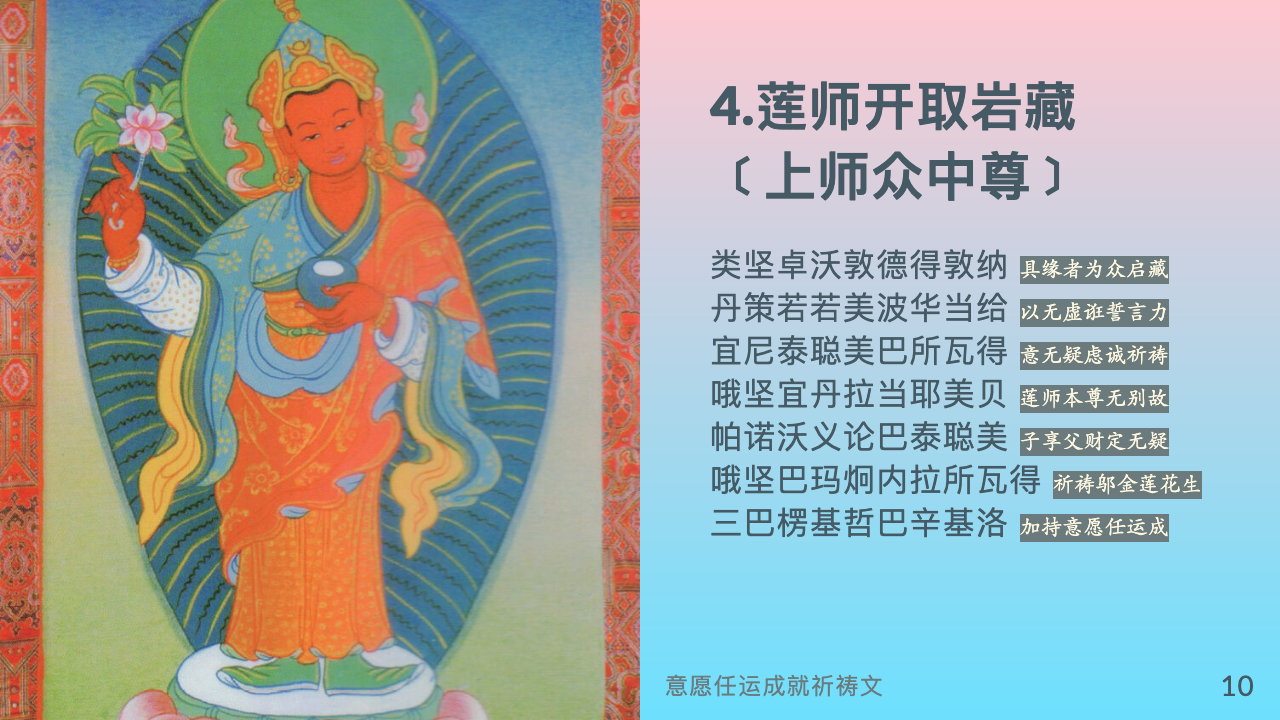 4.莲师开取岩藏
﹝上师众中尊﹞
类坚卓沃敦德得敦纳 具缘者为众启藏
丹策若若美波华当给 以无虚诳誓言力
宜尼泰聪美巴所瓦得 意无疑虑诚祈祷
哦坚宜丹拉当耶美贝 莲师本尊无别故
帕诺沃义论巴泰聪美 子享父财定无疑
哦坚巴玛炯内拉所瓦得 祈祷邬金莲花生
三巴楞基哲巴辛基洛 加持意愿任运成
意愿任运成就祈祷文
10